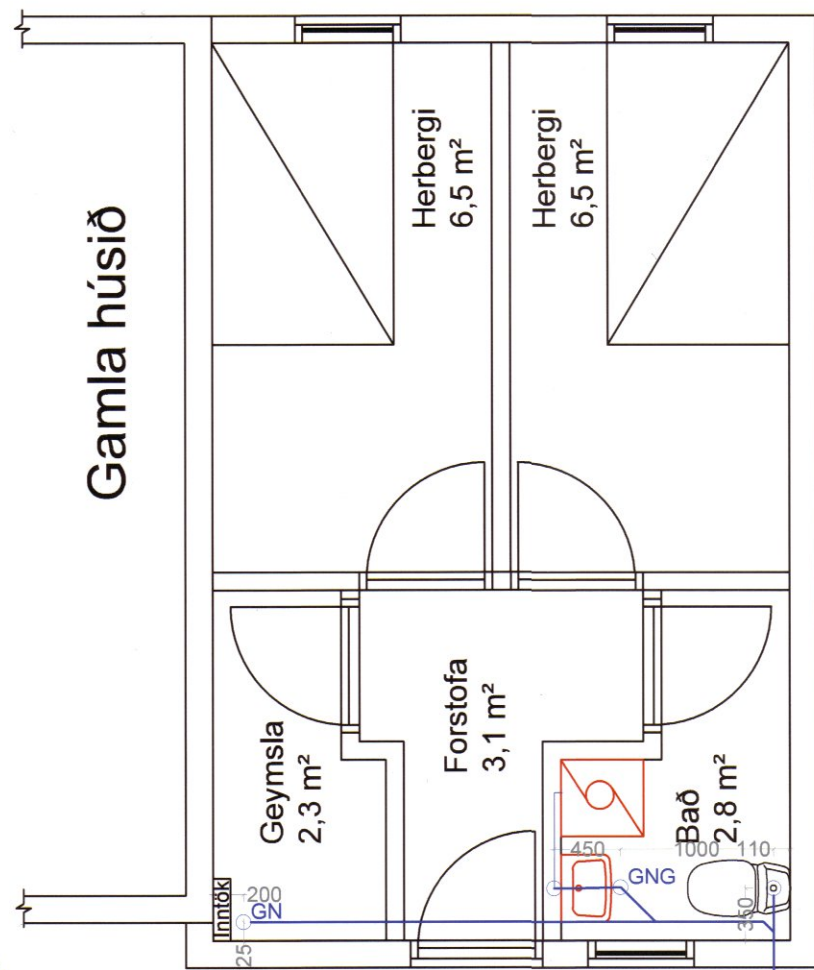 Gamla húsið
Herbergi
6,5 m²
Herbergi
6,5 m²
Geymsla
2,3 m²
Forstofa
3,1 m²
Bað
2,8 m²
Inntök
200
GN
25
450
1000
110
GNG
350